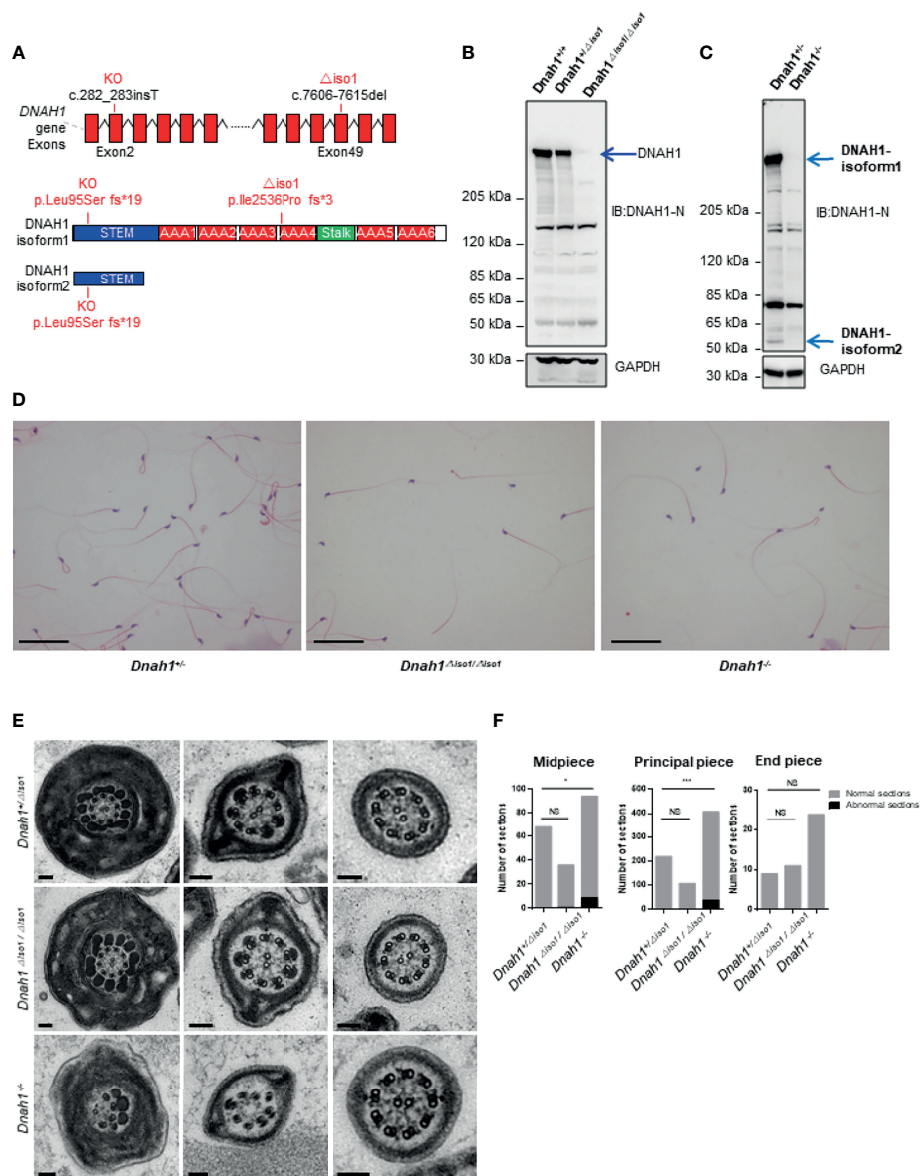 A
KO
c.282_283insT
△iso1
c.7606-7615del
DNAH1
gene
Exons
Exon2
Exon49
KO
p.Leu95Ser fs*19
△iso1
p.Ile2536Pro fs*3
DNAH1
isoform1
STEM
AAA1
AAA2
AAA3
AAA4
Stalk
AAA5
AAA6
DNAH1
isoform2
STEM
KO
p.Leu95Ser fs*19
B
Dnah1+/+
Dnah1+/△iso1
Dnah1△iso1/△iso1
DNAH1
205 kDa
120 kDa
85 kDa
65 kDa
50 kDa
30 kDa
IB:DNAH1-N
GAPDH
C
Dnah1+/-
Dnah1-/-
DNAH1-
isoform1
205 kDa
IB:DNAH1-N
120 kDa
85 kDa
65 kDa
50 kDa
30 kDa
DNAH1-
isoform2
GAPDH
D
Dnah1+/-
Dnah1△iso1/△iso1
Dnah1-/-
E
Dnah1+/△iso1
Dnah1 △iso1 / △iso1
Dnah1-/-
F
Midpiece
Number of sections
100
80
60
40
20
0
*
NS
Dnah1+/△iso1
Dnah1 △iso1 / △iso1
Dnah1-/-
Principal piece
Number of sections
600
500
400
300
200
100
0
***
NS
Dnah1+/△iso1
Dnah1 △iso1 / △iso1
Dnah1-/-
End piece
Number of sections
30
20
10
0
NS
NS
Dnah1+/△iso1
Dnah1 △iso1 / △iso1
Dnah1-/-
Normal sections
Abnormal sections